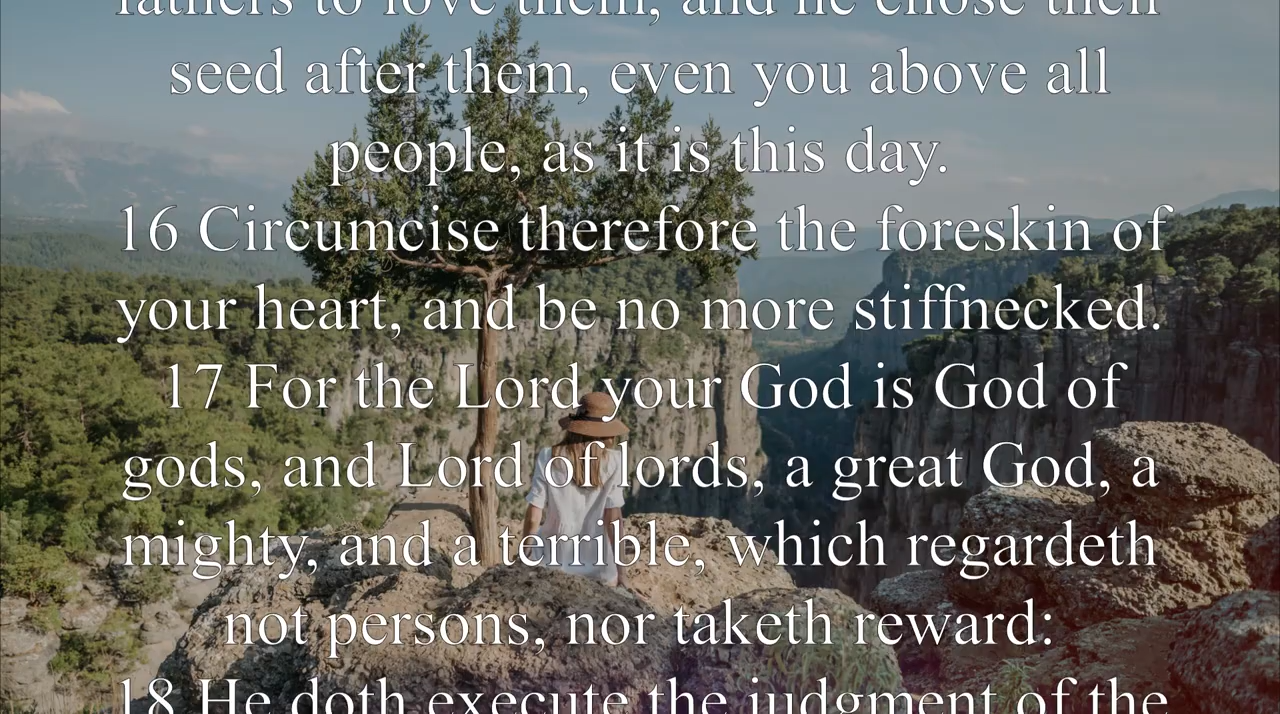 fathers to love them, and he chose their
seed after them, even you above all
people, as it is this day.
16 Circumcise therefore the foreskin of
your heart, and be no more stiffnecked.
17 For the Lord your God is God of
gods, and Lord of lords, a great God, a
mighty, and a terrible, which regardeth
not persons, nor taketh reward:
18 He doth execute the judgment of the